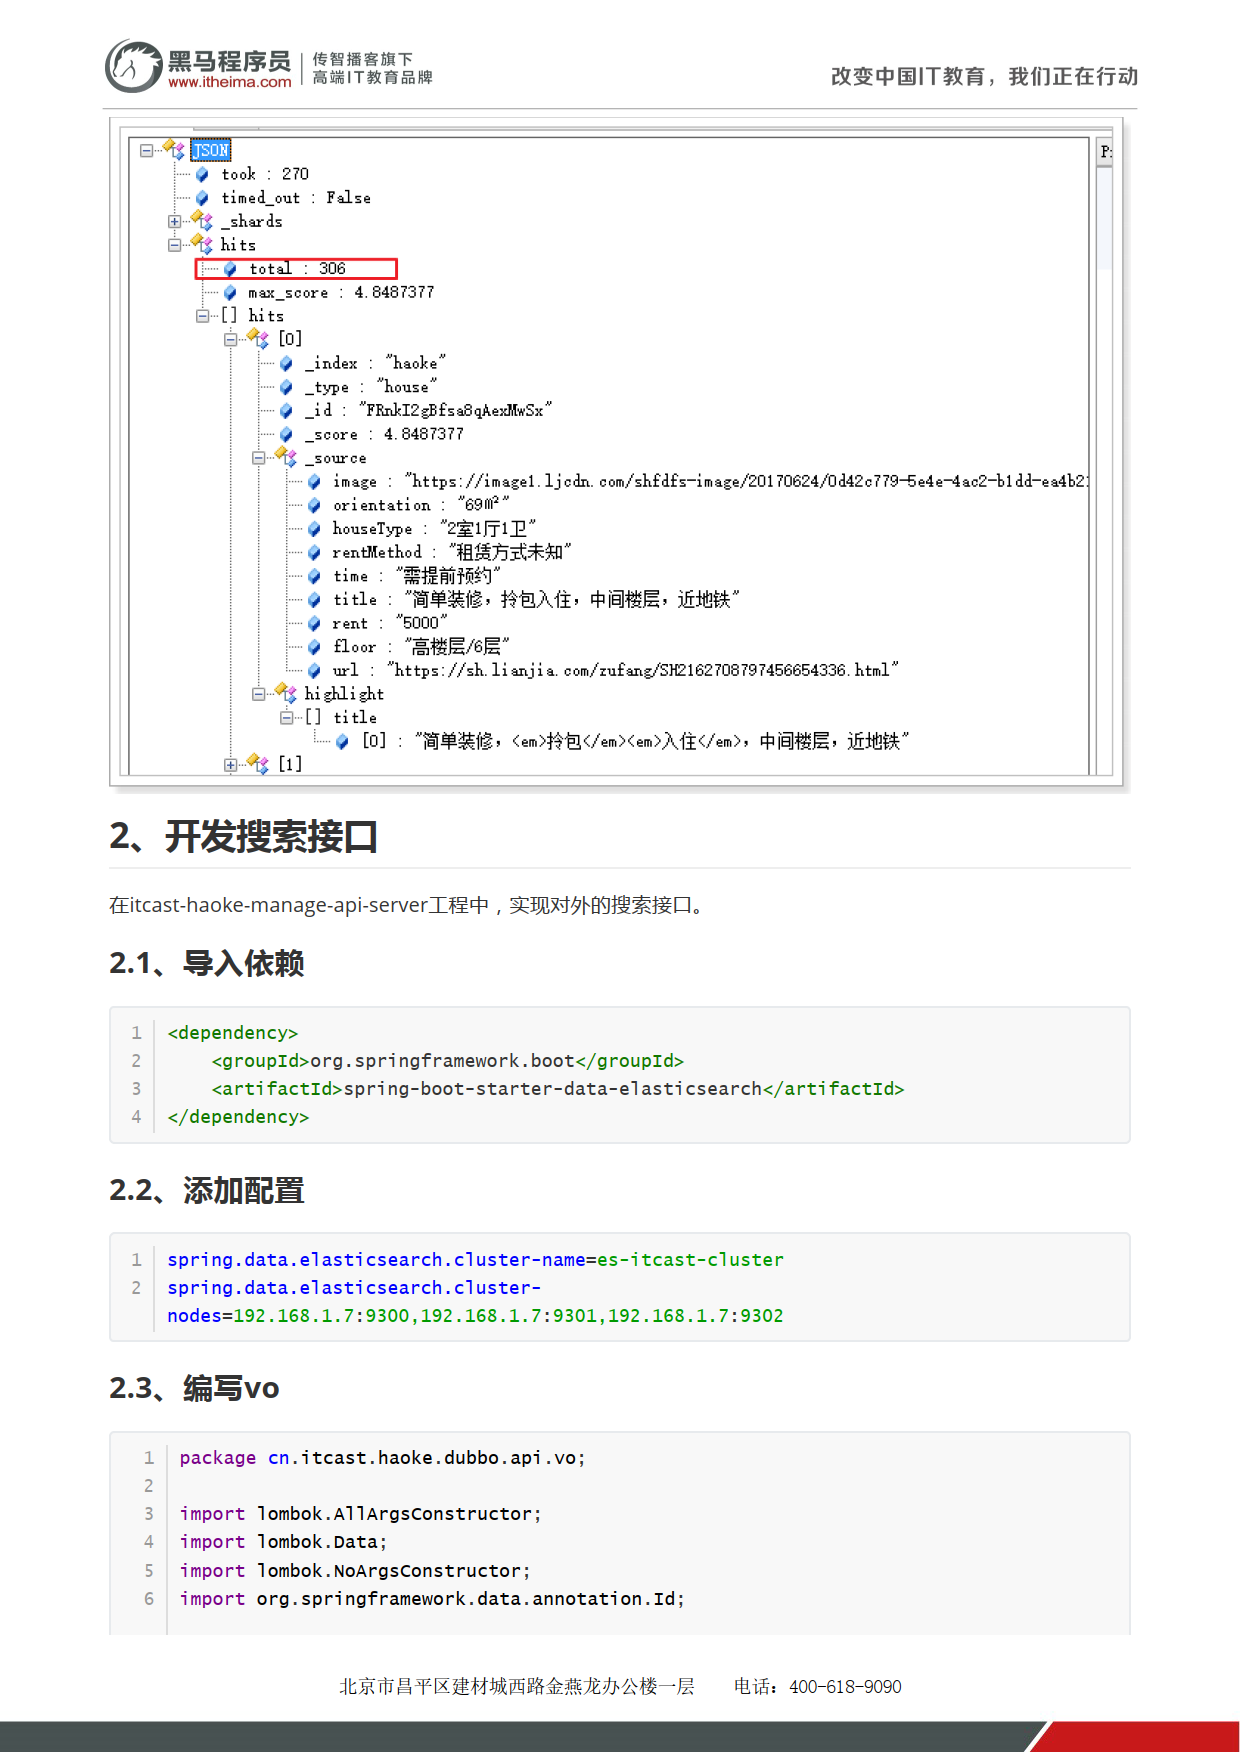 黑马程序员
www.itheima.com
传智播客旗下
高端IT教育品牌
改变中国IT教育，我们正在行动
JSON
took : 270
timed_out : False
_shards
hits
total : 306
max_score : 4.8487377
[] hits
[0]
_index : "haoke"
_type : "house"
_id : "FRnkI2gBfsa8qAexMwSx"
_score : 4.8487377
_source
image : "https://image1.ljcdn.com/shfdfs-image/20170624/0d42c779-5e4e-4ac2-b1dd-ea4b2
orientation : "69㎡"
houseType : "2室1厅1卫"
rentMethod : "租赁方式未知"
time : "需提前预约"
title : "简单装修，拎包入住，中间楼层，近地铁"
rent : "5000"
floor : "高楼层/6层"
url : "https://sh.lianjia.com/zufang/SH2162708797456654336.html"
highlight
[] title
[0] : "简单装修，<em>拎包</em><em>入住</em>，中间楼层，近地铁"
[1]
2、开发搜索接口
在itcast-haoke-manage-api-server工程中，实现对外的搜索接口。
2.1、导入依赖
1 <dependency>
2     <groupId>org.springframework.boot</groupId>
3     <artifactId>spring-boot-starter-data-elasticsearch</artifactId>
4 </dependency>
2.2、添加配置
1 spring.data.elasticsearch.cluster-name=es-itcast-cluster
2 spring.data.elasticsearch.cluster-
nodes=192.168.1.7:9300,192.168.1.7:9301,192.168.1.7:9302
2.3、编写vo
1 package cn.itcast.haoke.dubbo.api.vo;
2
3 import lombok.AllArgsConstructor;
4 import lombok.Data;
5 import lombok.NoArgsConstructor;
6 import org.springframework.data.annotation.Id;
北京市昌平区建材城西路金燕龙办公楼一层 电话：400-618-9090